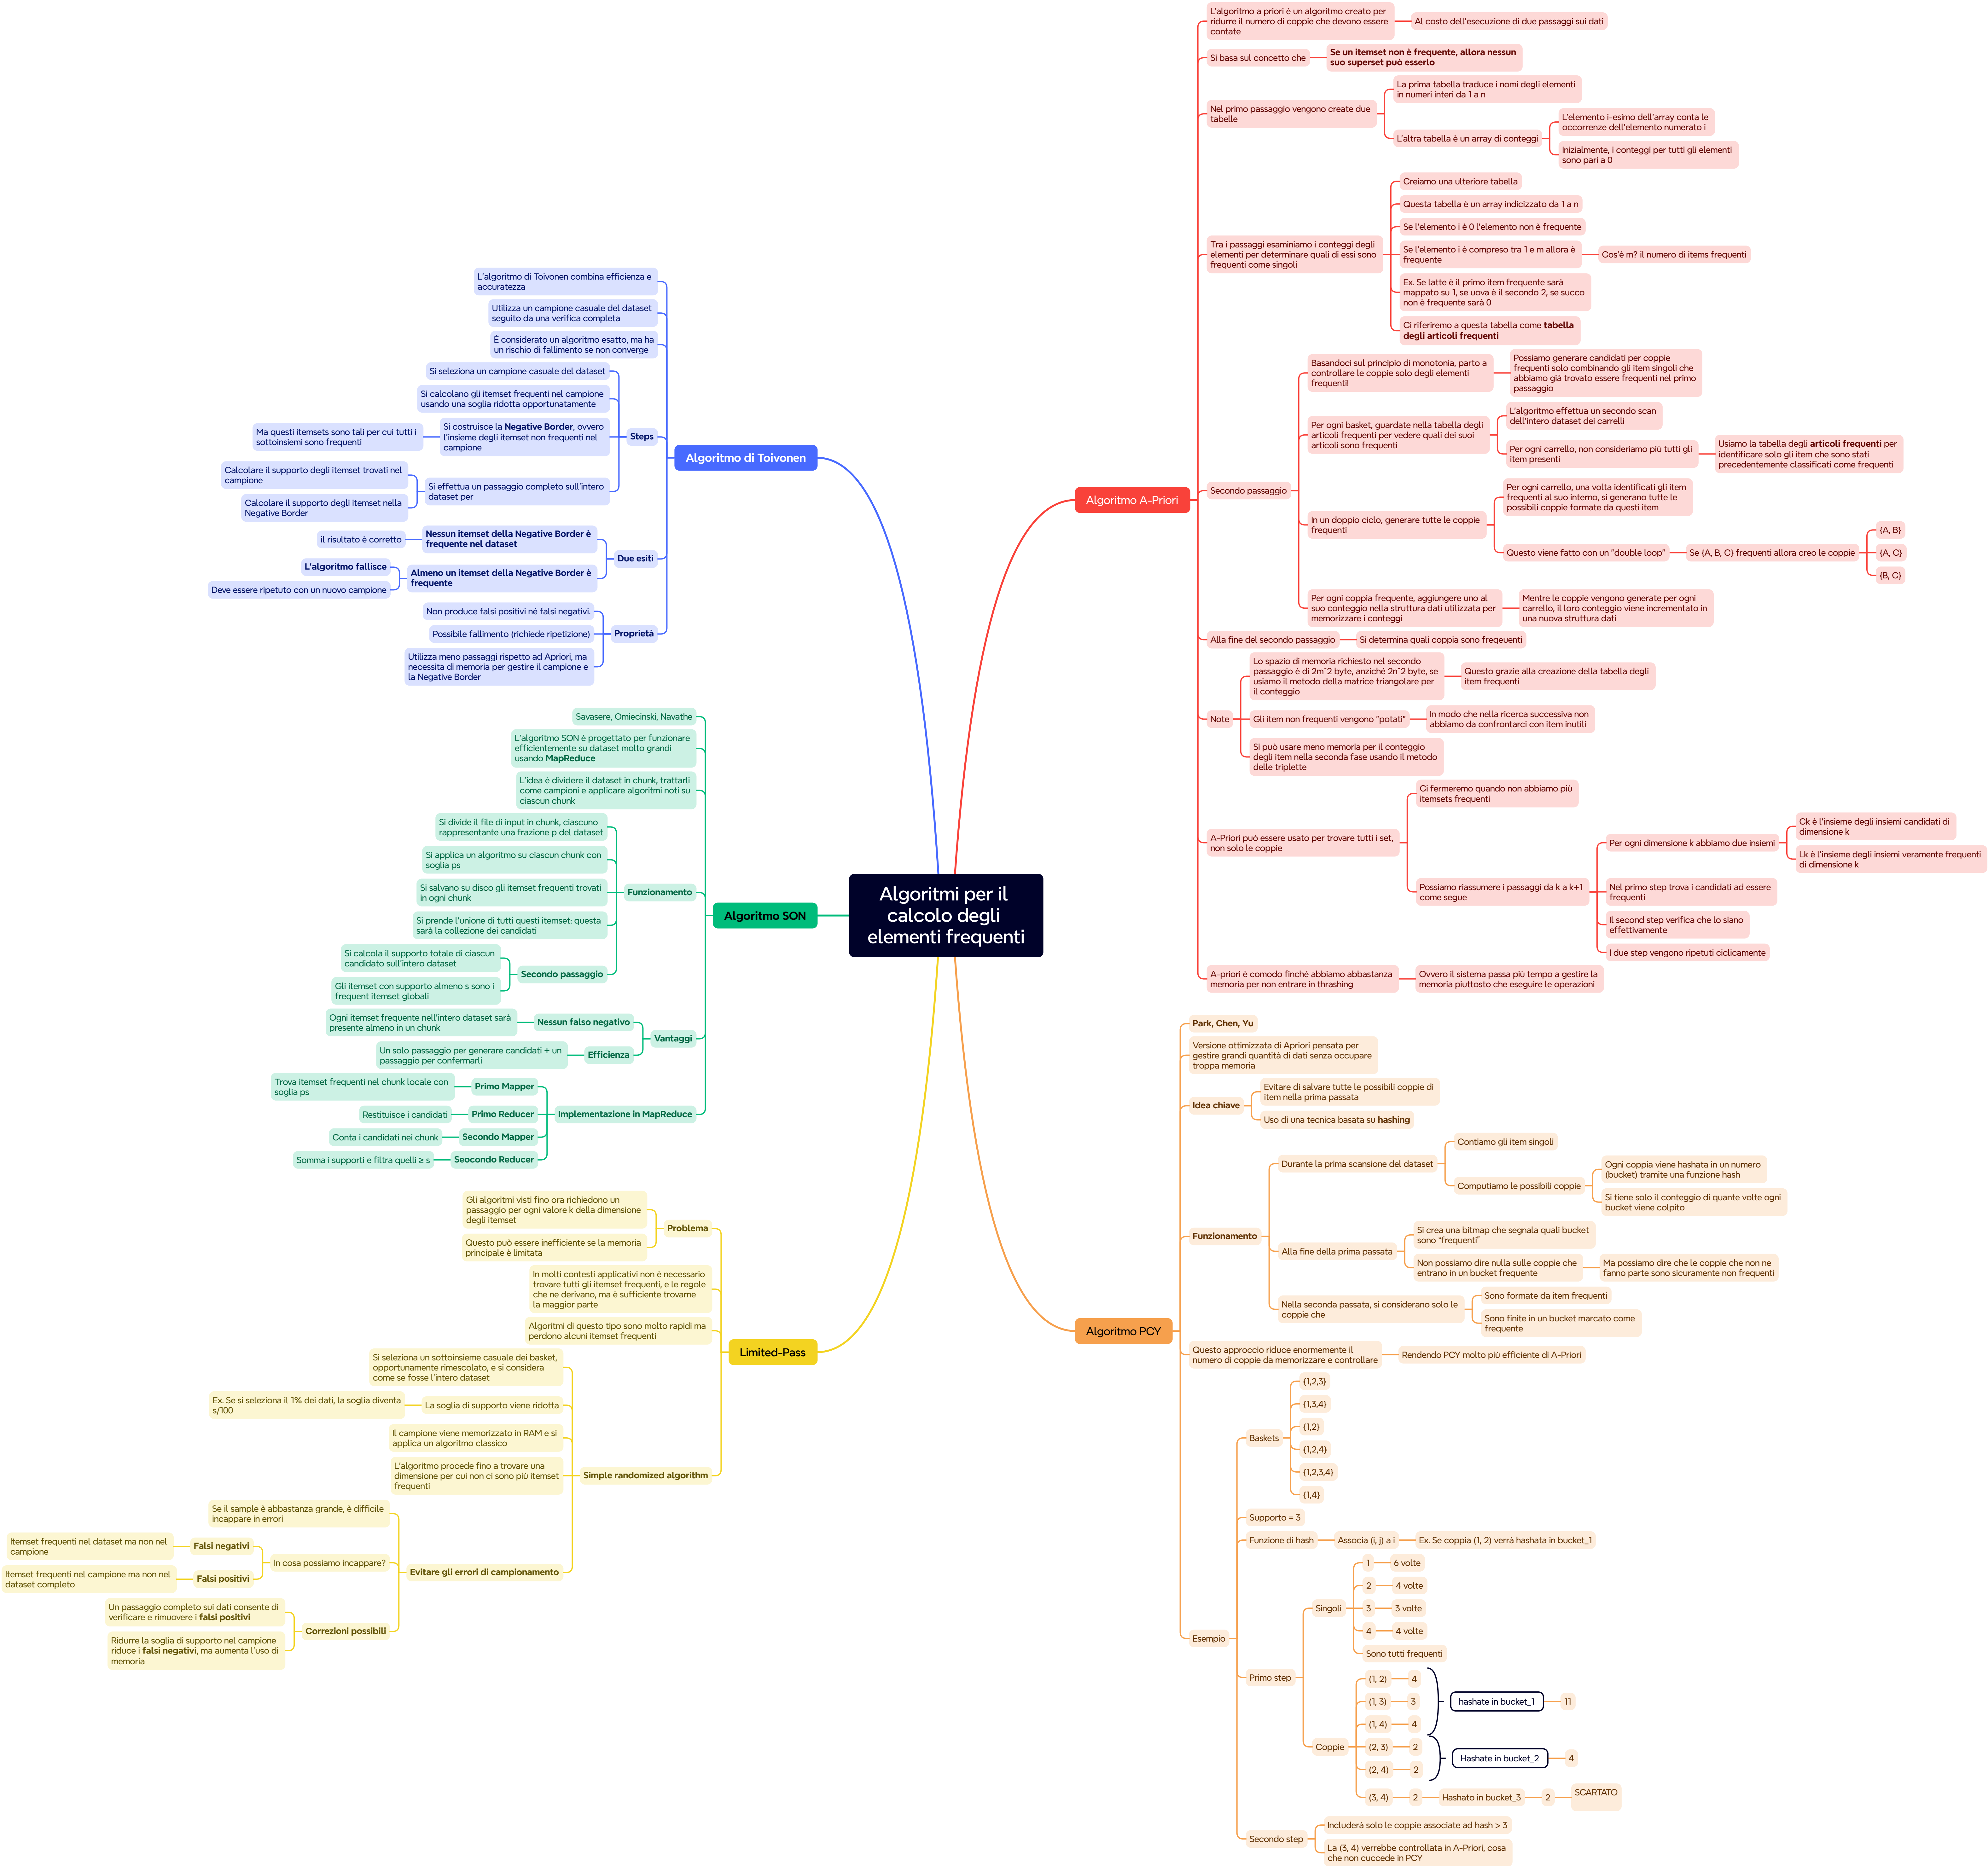 Algoritmi per il
calcolo degli
elementi frequenti
Algoritmo A-Priori
L'algoritmo a priori è un algoritmo creato per
ridurre il numero di coppie che devono essere
contate
Al costo dell'esecuzione di due passaggi sui dati
Si basa sul concetto che
Se un itemset non è frequente, allora nessun
suo superset può esserlo
Nel primo passaggio vengono create due
tabelle
La prima tabella traduce i nomi degli elementi
in numeri interi da 1 a n
L'altra tabella è un array di conteggi
L'elemento i-esimo dell'array conta le
occorrenze dell'elemento numerato i
Inizialmente, i conteggi per tutti gli elementi
sono pari a 0
Tra i passaggi esaminiamo i conteggi degli
elementi per determinare quali di essi sono
frequenti come singoli
Creiamo una ulteriore tabella
Questa tabella è un array indicizzato da 1 a n
Se l'elemento i è 0 l'elemento non è frequente
Se l'elemento i è compreso tra 1 e m allora è
frequente
Cos'è m? il numero di items frequenti
Ex. Se latte è il primo item frequente sarà
mappato su 1, se uova è il secondo 2, se succo
non è frequente sarà 0
Ci riferiremo a questa tabella come tabella
degli articoli frequenti
Secondo passaggio
Basandoci sul principio di monotonia, parto a
controllare le coppie solo degli elementi
frequenti!
Possiamo generare candidati per coppie
frequenti solo combinando gli item singoli che
abbiamo già trovato essere frequenti nel primo
passaggio
Per ogni basket, guardate nella tabella degli
articoli frequenti per vedere quali dei suoi
articoli sono frequenti
L'algoritmo effettua un secondo scan
dell'intero dataset dei carrelli
Per ogni carrello, non consideriamo più tutti gli
item presenti
Usiamo la tabella degli articoli frequenti per
identificare solo gli item che sono stati
precedentemente classificati come frequenti
In un doppio ciclo, generare tutte le coppie
frequenti
Per ogni carrello, una volta identificati gli item
frequenti al suo interno, si generano tutte le
possibili coppie formate da questi item
Questo viene fatto con un "double loop"
Se {A, B, C} frequenti allora creo le coppie
{A, B}
{A, C}
{B, C}
Per ogni coppia frequente, aggiungere uno al
suo conteggio nella struttura dati utilizzata per
memorizzare i conteggi
Mentre le coppie vengono generate per ogni
carrello, il loro conteggio viene incrementato in
una nuova struttura dati
Alla fine del secondo passaggio
Si determina quali coppia sono freqeuenti
Note
Lo spazio di memoria richiesto nel secondo
passaggio è di 2m^2 byte, anziché 2n^2 byte, se
usiamo il metodo della matrice triangolare per
il conteggio
Questo grazie alla creazione della tabella degli
item frequenti
Gli item non frequenti vengono "potati"
In modo che nella ricerca successiva non
abbiamo da confrontarci con item inutili
Si può usare meno memoria per il conteggio
degli item nella seconda fase usando il metodo
delle triplette
A-Priori può essere usato per trovare tutti i set,
non solo le coppie
Ci fermeremo quando non abbiamo più
itemsets frequenti
Possiamo riassumere i passaggi da k a k+1
come segue
Per ogni dimensione k abbiamo due insiemi
Ck è l'insieme degli insiemi candidati di
dimensione k
Lk è l'insieme degli insiemi veramente frequenti
di dimensione k
Nel primo step trova i candidati ad essere
frequenti
Il second step verifica che lo siano
effettivamente
I due step vengono ripetuti ciclicamente
A-priori è comodo finché abbiamo abbastanza
memoria per non entrare in thrashing
Ovvero il sistema passa più tempo a gestire la
memoria piuttosto che eseguire le operazioni
Algoritmo PCY
Park, Chen, Yu
Versione ottimizzata di Apriori pensata per
gestire grandi quantità di dati senza occupare
troppa memoria
Idea chiave
Evitare di salvare tutte le possibili coppie di
item nella prima passata
Uso di una tecnica basata su hashing
Funzionamento
Durante la prima scansione del dataset
Contiamo gli item singoli
Computiamo le possibili coppie
Ogni coppia viene hashata in un numero
(bucket) tramite una funzione hash
Si tiene solo il conteggio di quante volte ogni
bucket viene colpito
Alla fine della prima passata
Si crea una bitmap che segnala quali bucket
sono "frequenti"
Non possiamo dire nulla sulle coppie che
entrano in un bucket frequente
Ma possiamo dire che le coppie che non ne
fanno parte sono sicuramente non frequenti
Nella seconda passata, si considerano solo le
coppie che
Sono formate da item frequenti
Sono finite in un bucket marcato come
frequente
Questo approccio riduce enormemente il
numero di coppie da memorizzare e controllare
Rendendo PCY molto più efficiente di A-Priori
Esempio
Baskets
{1,2,3}
{1,3,4}
{1,2}
{1,2,4}
{1,2,3,4}
{1,4}
Supporto = 3
Funzione di hash
Associa (i, j) a i
Ex. Se coppia (1, 2) verrà hashata in bucket_1
Primo step
Singoli
1
6 volte
2
4 volte
3
3 volte
4
4 volte
Sono tutti frequenti
Coppie
(1, 2)
4
(1, 3)
3
(1, 4)
4
hashate in bucket_1
11
(2, 3)
2
(2, 4)
2
Hashate in bucket_2
4
(3, 4)
2
Hashato in bucket_3
2
SCARTATO
Secondo step
Includerà solo le coppie associate ad hash > 3
La (3, 4) verrebbe controllata in A-Priori, cosa
che non cuccede in PCY
Algoritmo di Toivonen
L'algoritmo di Toivonen combina efficienza e
accuratezza
Utilizza un campione casuale del dataset
seguito da una verifica completa
È considerato un algoritmo esatto, ma ha
un rischio di fallimento se non converge
Steps
Si seleziona un campione casuale del dataset
Si calcolano gli itemset frequenti nel campione
usando una soglia ridotta opportunatamente
Si costruisce la Negative Border, ovvero
l'insieme degli itemset non frequenti nel
campione
Ma questi itemsets sono tali per cui tutti i
sottoinsiemi sono frequenti
Si effettua un passaggio completo sull'intero
dataset per
Calcolare il supporto degli itemset trovati nel
campione
Calcolare il supporto degli itemset nella
Negative Border
Due esiti
Nessun itemset della Negative Border è
frequente nel dataset
il risultato è corretto
Almeno un itemset della Negative Border è
frequente
L'algoritmo fallisce
Deve essere ripetuto con un nuovo campione
Proprietà
Non produce falsi positivi né falsi negativi.
Possibile fallimento (richiede ripetizione)
Utilizza meno passaggi rispetto ad Apriori, ma
necessita di memoria per gestire il campione e
la Negative Border
Algoritmo SON
Savasere, Omiecinski, Navathe
L'algoritmo SON è progettato per funzionare
efficientemente su dataset molto grandi
usando MapReduce
L'idea è dividere il dataset in chunk, trattarli
come campioni e applicare algoritmi noti su
ciascun chunk
Funzionamento
Si divide il file di input in chunk, ciascuno
rappresentante una frazione p del dataset
Si applica un algoritmo su ciascun chunk con
soglia ps
Si salvano su disco gli itemset frequenti trovati
in ogni chunk
Si prende l'unione di tutti questi itemset: questa
sarà la collezione dei candidati
Secondo passaggio
Si calcola il supporto totale di ciascun
candidato sull'intero dataset
Gli itemset con supporto almeno s sono i
frequent itemset globali
Vantaggi
Nessun falso negativo
Ogni itemset frequente nell'intero dataset sarà
presente almeno in un chunk
Efficienza
Un solo passaggio per generare candidati + un
passaggio per confermarli
Implementazione in MapReduce
Primo Mapper
Trova itemset frequenti nel chunk locale con
soglia ps
Primo Reducer
Restituisce i candidati
Secondo Mapper
Conta i candidati nei chunk
Seocondo Reducer
Somma i supporti e filtra quelli ≥ s
Limited-Pass
Problema
Gli algoritmi visti fino ora richiedono un
passaggio per ogni valore k della dimensione
degli itemset
Questo può essere inefficiente se la memoria
principale è limitata
In molti contesti applicativi non è necessario
trovare tutti gli itemset frequenti, e le regole
che ne derivano, ma è sufficiente trovarne
la maggior parte
Algoritmi di questo tipo sono molto rapidi ma
perdono alcuni itemset frequenti
Simple randomized algorithm
Si seleziona un sottoinsieme casuale dei basket,
opportunamente rimescolato, e si considera
come se fosse l'intero dataset
La soglia di supporto viene ridotta
Ex. Se si seleziona il 1% dei dati, la soglia diventa
s/100
Il campione viene memorizzato in RAM e si
applica un algoritmo classico
L'algoritmo procede fino a trovare una
dimensione per cui non ci sono più itemset
frequenti
Evitare gli errori di campionamento
Se il sample è abbastanza grande, è difficile
incappare in errori
In cosa possiamo incappare?
Falsi negativi
Itemset frequenti nel dataset ma non nel
campione
Falsi positivi
Itemset frequenti nel campione ma non nel
dataset completo
Correzioni possibili
Un passaggio completo sui dati consente di
verificare e rimuovere i falsi positivi
Ridurre la soglia di supporto nel campione
riduce i falsi negativi, ma aumenta l'uso di
memoria